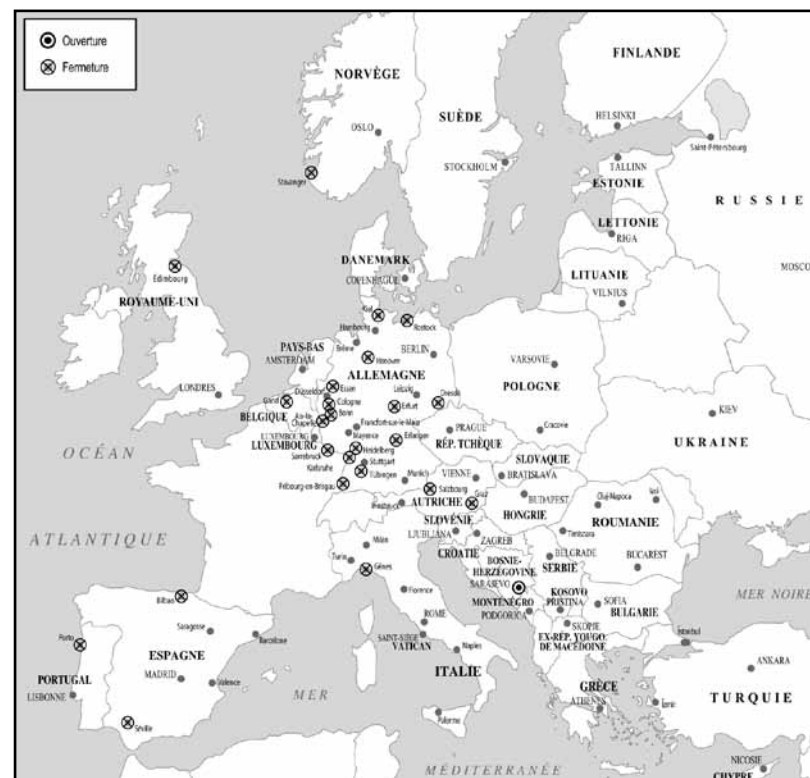 Ouverture
Fermeture
FINLANDE
NORVÈGE
SUÈDE
HELSINKI
OSLO
Saint-Pétersbourg
STOCKHOLM
TALLINN
Stavanger
ESTONIE
RUSSIE
LETTONIE
RIGA
DANEMARK
MOSCO
Edimbourg
COPENHAGUE
LITUANIE
VILNIUS
ROYAUME-UNI
Kiel
Rostock
Hambourg
PAYS-BAS
Brême
BERLIN
AMSTERDAM
Hanovre
VARSOVIE
ALLEMAGNE
POLOGNE
LONDRES
Essen
Düsseldorf
Leipzig
Dresde
Gand
Cologne
Erfurt
KIEV
BELGIQUE
Aix-la-
Chapelle
Bonn
Francfort-sur-le-Main
PRAGUE
Cracovie
LUXEMBOURG
Mayence
Erlangen
RÉP. TCHÈQUE
UKRAINE
OCÉAN
LUXEMBOURG
Heidelberg
Sarrebruck
SLOVAQUIE
Karlsruhe
Stuttgart
Tübingen
Munich
VIENNE
BRATISLAVA
Fribourg-en-Brisgau
Salzbourg
Graz
BUDAPEST
Cluj-Napoca
Iasi
AUTRICHE
Innsbruck
HONGRIE
ROUMANIE
SLOVÉNIE
LJUBLJANA
ZAGREB
Timisoara
ATLANTIQUE
Milan
CROATIE
BELGRADE
Turin
BOSNIE-
HERZÉGOVINE
SERBIE
BUCAREST
Gênes
SARAJEVO
Bilbao
Florence
MONTÉNÉGRO
KOSOVO
PRISTINA
SOFIA
MER NOIRE
PODGORICA
BULGARIE
Saragosse
ROME
SKOPJE
Porto
Barcelone
SAINT-SIÈGE
VATICAN
EX-RÉP. YOUGO.
DE MACÉDOINE
Istanbul
ESPAGNE
Naples
ITALIE
ANKARA
PORTUGAL
MADRID
Valence
GRÈCE
LISBONNE
MER
TURQUIE
ATHÈNES
Izmir
Séville
Palerme
NICOSIE
MÉDITERRANÉE
CHYPRE